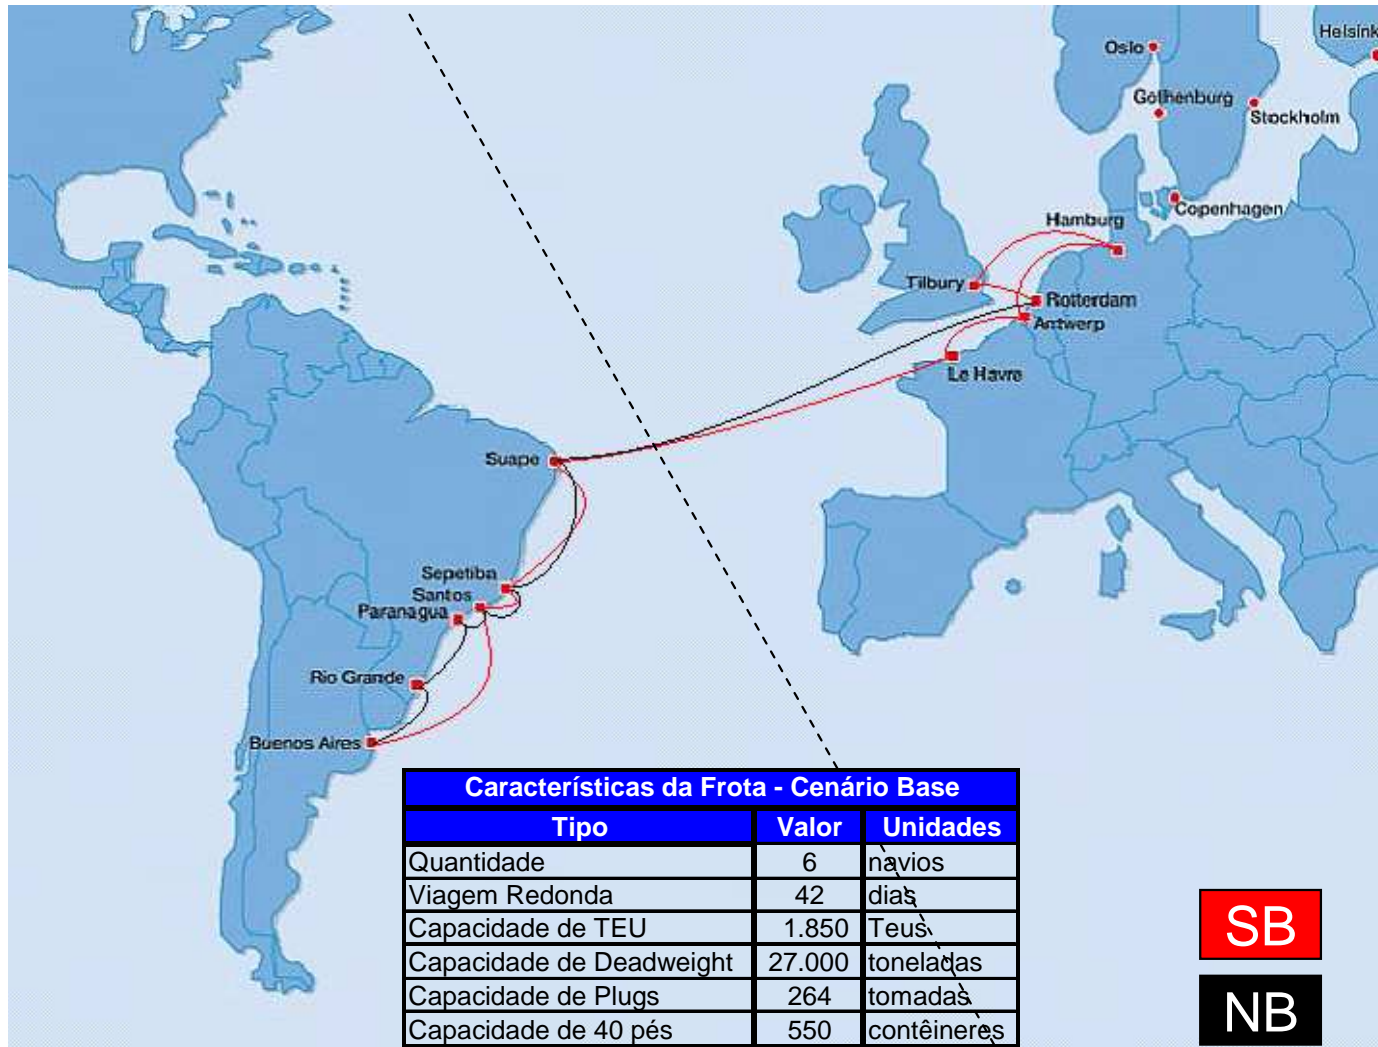 Helsink
Oslo
Gothenburg
Stockholm
Copenhagen
Hamburg
Tilbury
Rotterdam
Antwerp
Le Havre
Suape
Sepetiba
Santos
Paranagua
Rio Grande
Buenos Aires
Características da Frota - Cenário Base
Tipo Valor Unidades
Quantidade 6 navios
Viagem Redonda 42 dias
Capacidade de TEU 1.850 Teus
Capacidade de Deadweight 27.000 toneladas
Capacidade de Plugs 264 tomadas
Capacidade de 40 pés 550 contêineres
SB
NB